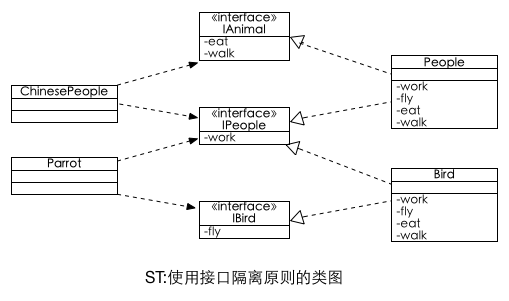 «interface»
IAnimal
-eat
-walk
ChinesePeople
«interface»
IPeople
-work
Parrot
«interface»
IBird
-fly
People
-work
-fly
-eat
-walk
Bird
-work
-fly
-eat
-walk
ST:使用接口隔离原则的类图